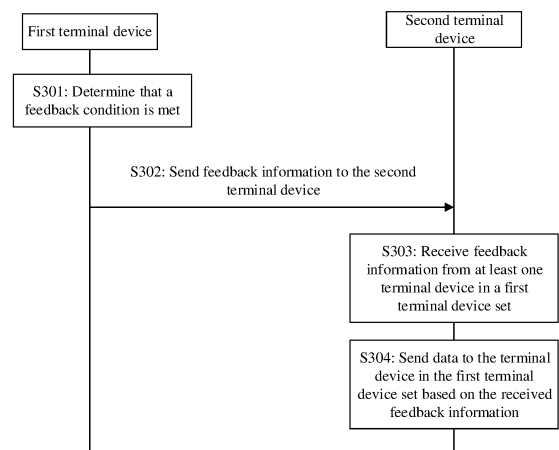 First terminal device
Second terminal
device
S301: Determine that a
feedback condition is met
S302: Send feedback information to the second
terminal device
S303: Receive feedback
information from at least one
terminal device in a first
terminal device set
S304: Send data to the terminal
device in the first terminal
device set based on the received
feedback information